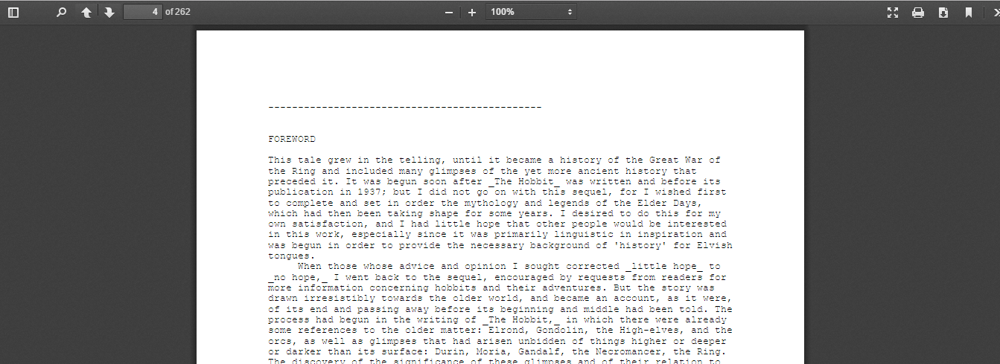 4 of 262
100%
---------------------------------------------
FOREWORD
This tale grew in the telling, until it became a history of the Great War of
the Ring and included many glimpses of the yet more ancient history that
preceded it. It was begun soon after _The Hobbit_ was written and before its
publication in 1937; but I did not go on with this sequel, for I wished first
to complete and set in order the mythology and legends of the Elder Days,
which had then been taking shape for some years. I desired to do this for my
own satisfaction, and I had little hope that other people would be interested
in this work, especially since it was primarily linguistic in inspiration and
was begun in order to provide the necessary background of 'history' for Elvish
tongues.
When those whose advice and opinion I sought corrected _little hope_ to
_no hope,_ I went back to the sequel, encouraged by requests from readers for
more information concerning hobbits and their adventures. But the story was
drawn irresistibly towards the older world, and became an account, as it were,
of its end and passing away before its beginning and middle had been told. The
process had begun in the writing of _The Hobbit,_ in which there were already
some references to the older matter: Elrond, Gondolin, the High-elves, and the
orcs, as well as glimpses that had arisen unbidden of things higher or deeper
or darker than its surface: Durin, Moria, Gandalf, the Necromancer, the Ring.
The discovery of the significance of these glimpses and of their relation to